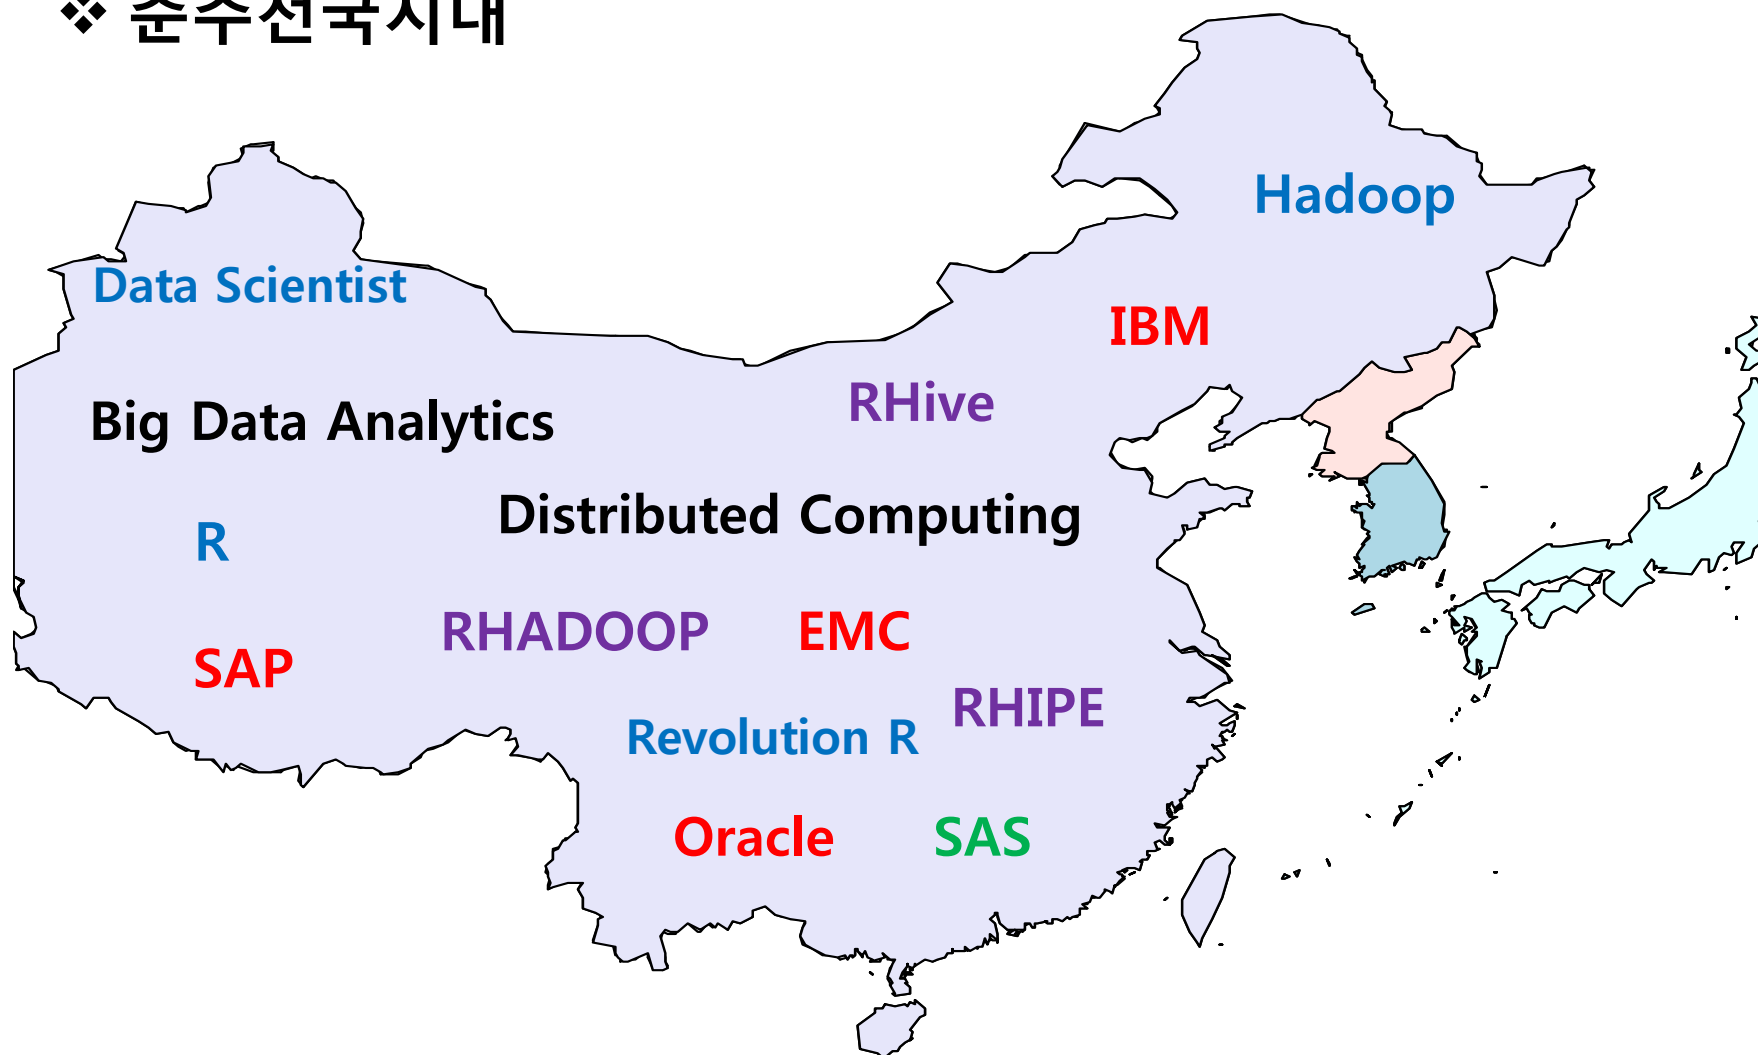 ❖ 춘추전국시대
Hadoop
Data Scientist
IBM
RHive
Big Data Analytics
Distributed Computing
R
RHADOOP
EMC
SAP
RHIPE
Revolution R
Oracle
SAS